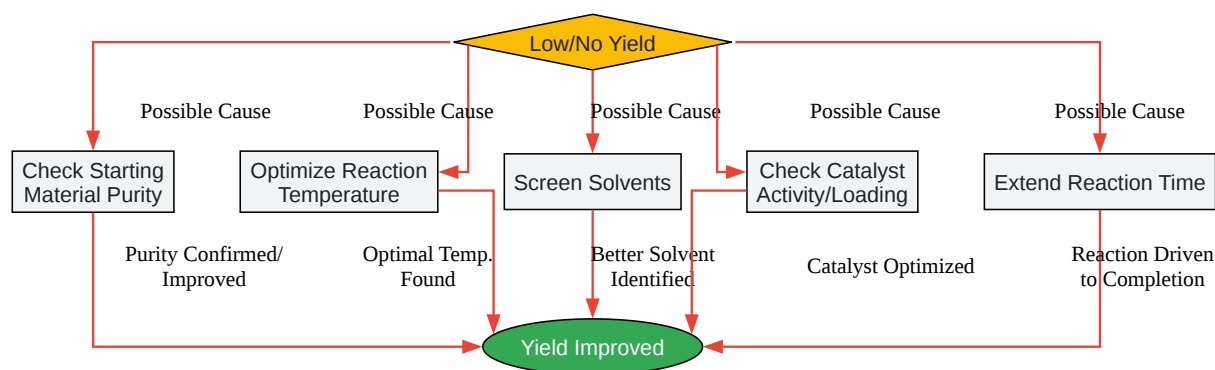 Low/No Yield
Possible Cause
Possible Cause
Possible Cause
Possible Cause
Possible Cause
Check Starting
Material Purity
Optimize Reaction
Temperature
Screen Solvents
Check Catalyst
Activity/Loading
Extend Reaction Time
Purity Confirmed/
Improved
Optimal Temp.
Found
Better Solvent
Identified
Catalyst Optimized
Reaction Driven
to Completion
Yield Improved